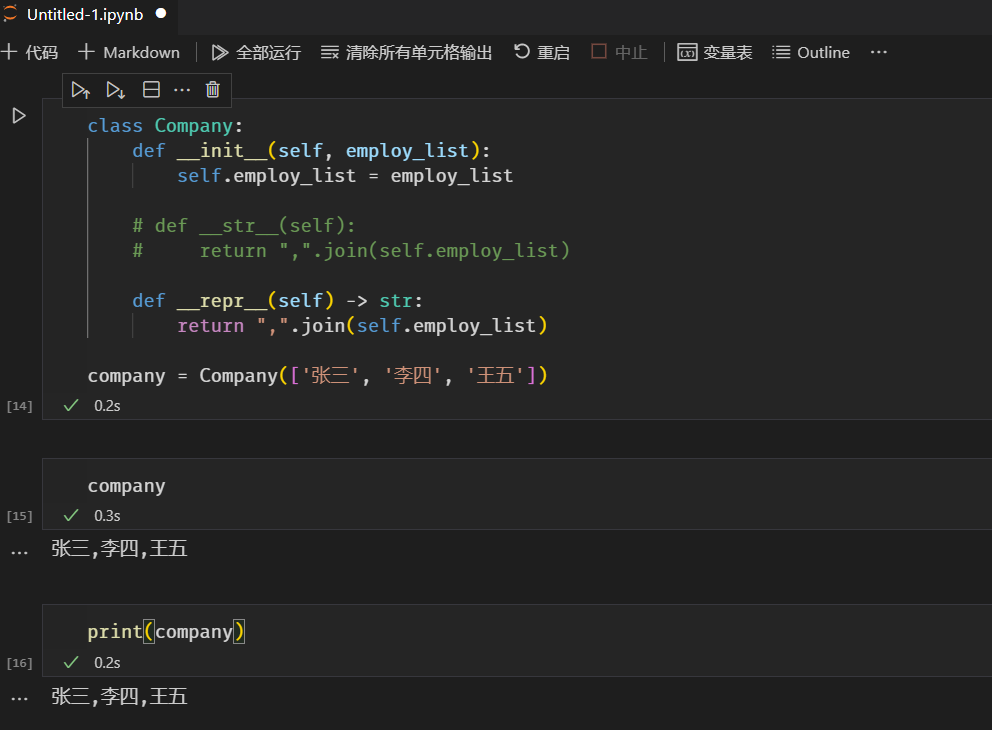 Untitled-1.ipynb
代码 Markdown 全部运行 清除所有单元格输出 重启 中止 变量表 Outline ...
class Company:
def __init__(self, employ_list):
self.employ_list = employ_list
# def __str__(self):
#     return ",".join(self.employ_list)
def __repr__(self) -> str:
return ",".join(self.employ_list)
company = Company(['张三', '李四', '王五'])
[14] 0.2s
company
[15] 0.3s
... 张三,李四,王五
print(company)
[16] 0.2s
... 张三,李四,王五